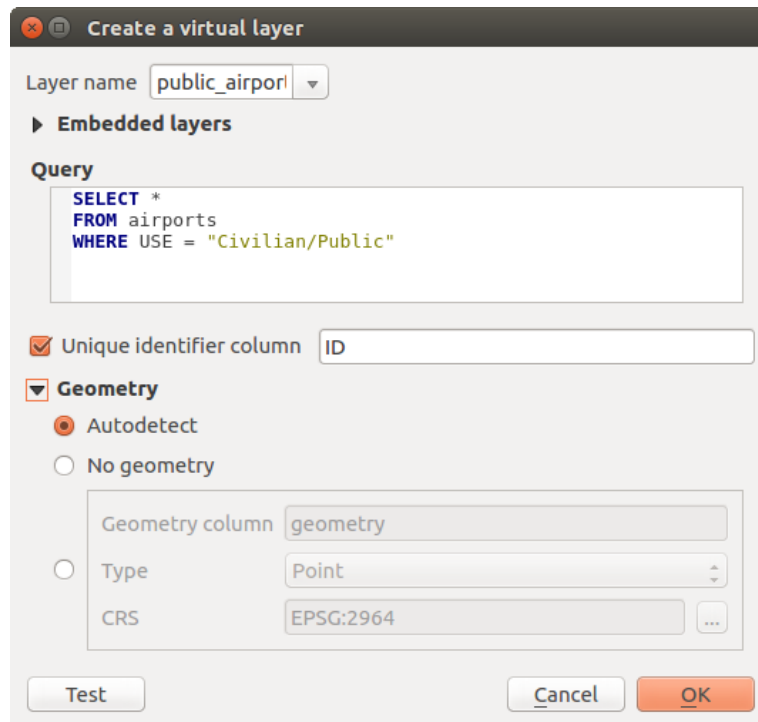 Create a virtual layer
Layer name public_airport
Embedded layers
Query
SELECT *
FROM airports
WHERE USE = "Civilian/Public"
Unique identifier column ID
Geometry
Autodetect
No geometry
Geometry column geometry
Type Point
CRS EPSG:2964 ...
Test Cancel OK